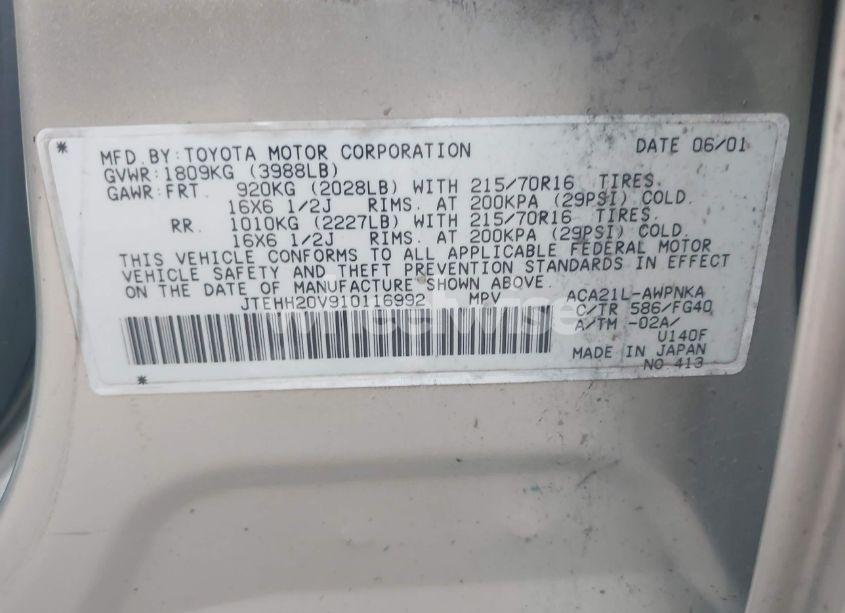 * MFD.BY:TOYOTA MOTOR CORPORATION DATE 06/01
GVWR:1809KG (3988LB)
GAWR:FRT. 920KG (2028LB) WITH 215/70R16 TIRES.
16X6 1/2J RIMS. AT 200KPA (29PSI) COLD.
RR. 1010KG (2227LB) WITH 215/70R16 TIRES.
16X6 1/2J RIMS. AT 200KPA (29PSI) COLD.
THIS VEHICLE CONFORMS TO ALL APPLICABLE FEDERAL MOTOR
VEHICLE SAFETY AND THEFT PREVENTION STANDARDS IN EFFECT
ON THE DATE OF MANUFACTURE SHOWN ABOVE.
JTEHH20V910116992 MPV ACA21L-AWPNKA
C/TR 586/FG40
A/TM -02A/
U140F
MADE IN JAPAN
* NO 413
wheelwise